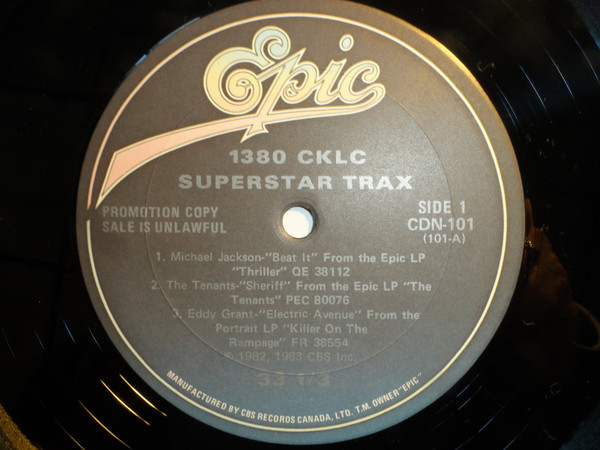 Epic
1380 CKLC
SUPERSTAR TRAX
PROMOTION COPY
SALE IS UNLAWFUL
SIDE 1
CDN-101
(101-A)
1. Michael Jackson-"Beat It" From the Epic LP
"Thriller" QE 38112
2. The Tenants-"Sheriff" From the Epic LP "The
Tenants" PEC 80076
3. Eddy Grant-"Electric Avenue" From the
Portrait LP "Killer On The
Rampage" FR 38554
© 1982, 1983 CBS Inc.
33 1/3
MANUFACTURED BY CBS RECORDS CANADA, LTD. T.M. OWNER "EPIC"